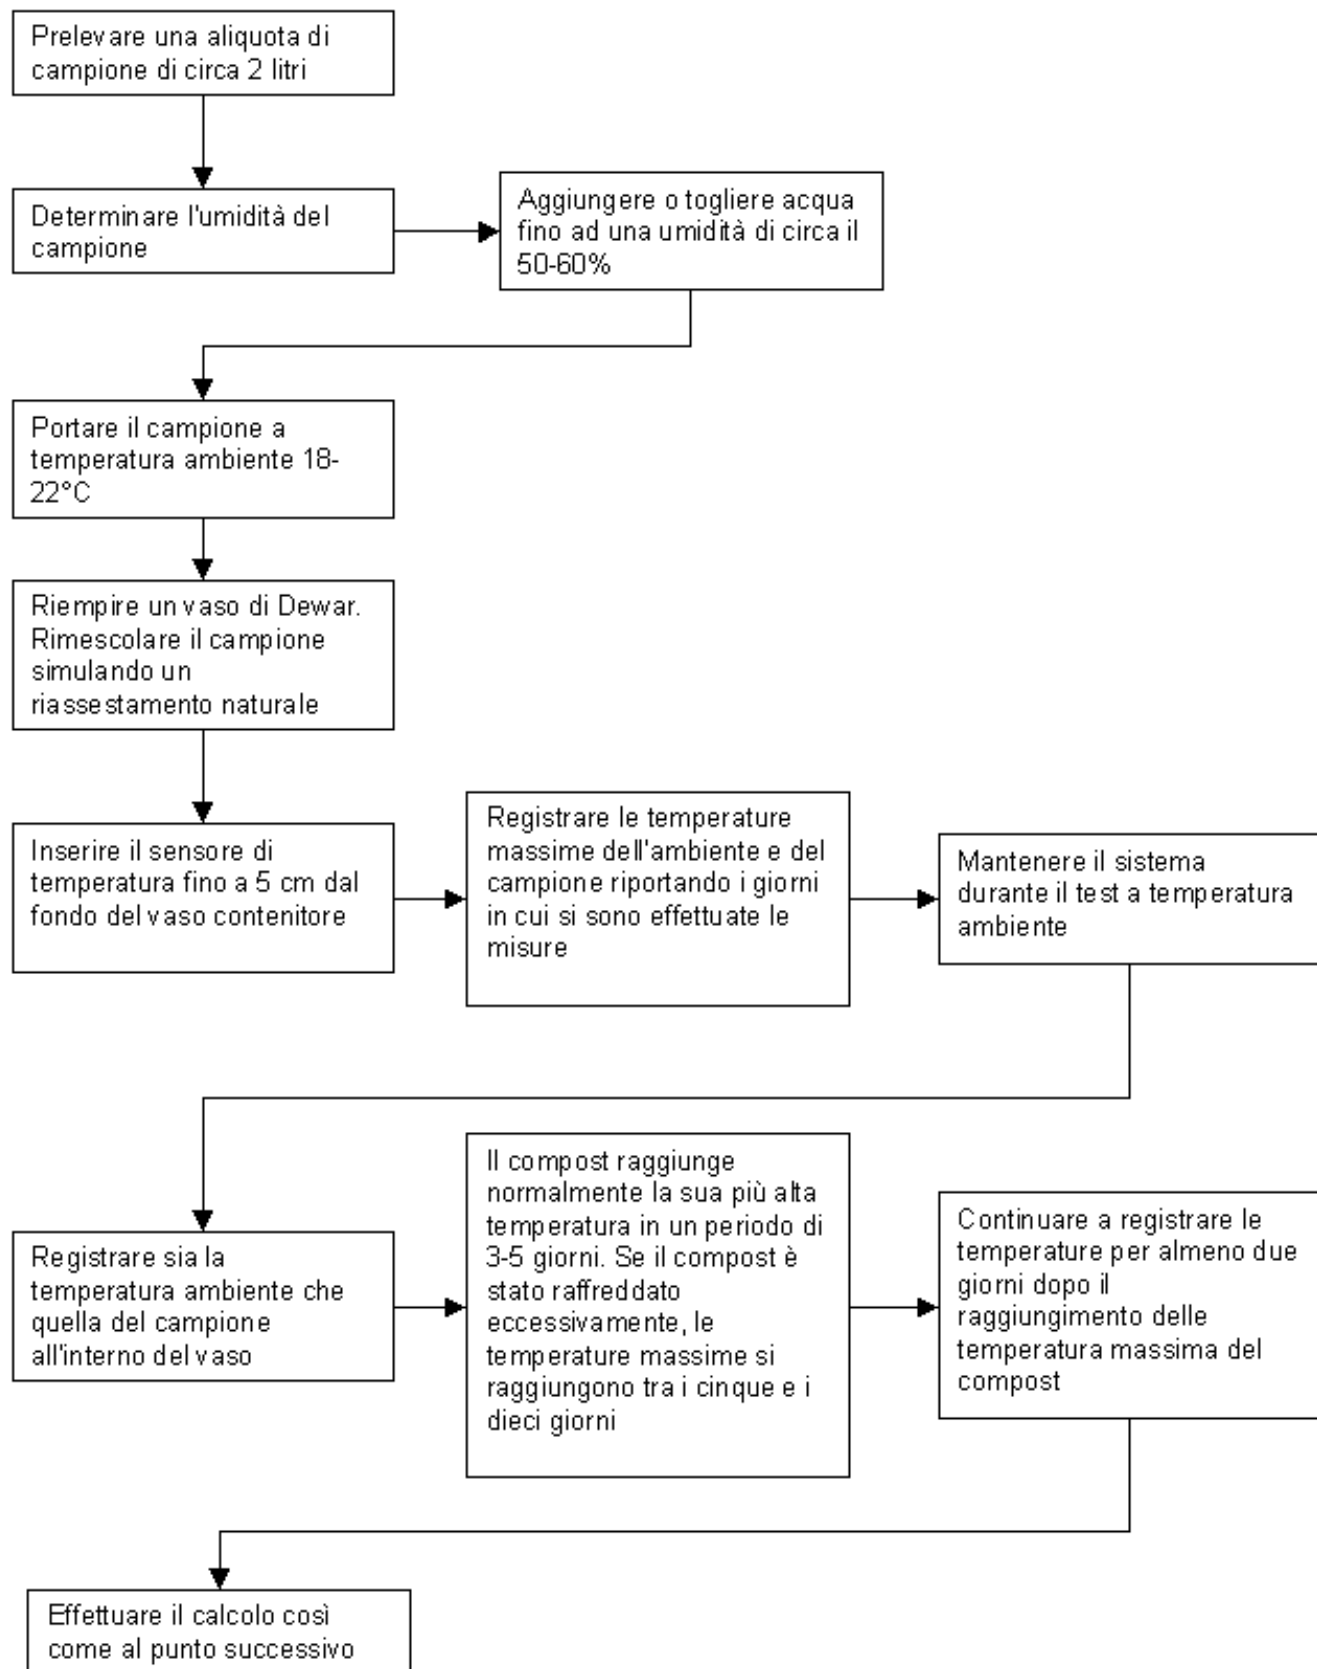 Prelevare una aliquota di
campione di circa 2 litri
Determinare l'umidità del
campione
Aggiungere o togliere acqua
fino ad una umidità di circa il
50-60%
Portare il campione a
temperatura ambiente 18-
22°C
Riempire un vaso di Dewar.
Rimescolare il campione
simulando un
riassestamento naturale
Inserire il sensore di
temperatura fino a 5 cm dal
fondo del vaso contenitore
Registrare le temperature
massime dell'ambiente e del
campione riportando i giorni
in cui si sono effettuate le
misure
Mantenere il sistema
durante il test a temperatura
ambiente
Registrare sia la
temperatura ambiente che
quella del campione
all'interno del vaso
Il compost raggiunge
normalmente la sua più alta
temperatura in un periodo di
3-5 giorni. Se il compost è
stato raffreddato
eccessivamente, le
temperature massime si
raggiungono tra i cinque e i
dieci giorni
Continuare a registrare le
temperature per almeno due
giorni dopo il
raggiungimento delle
temperatura massima del
compost
Effettuare il calcolo così
come al punto successivo